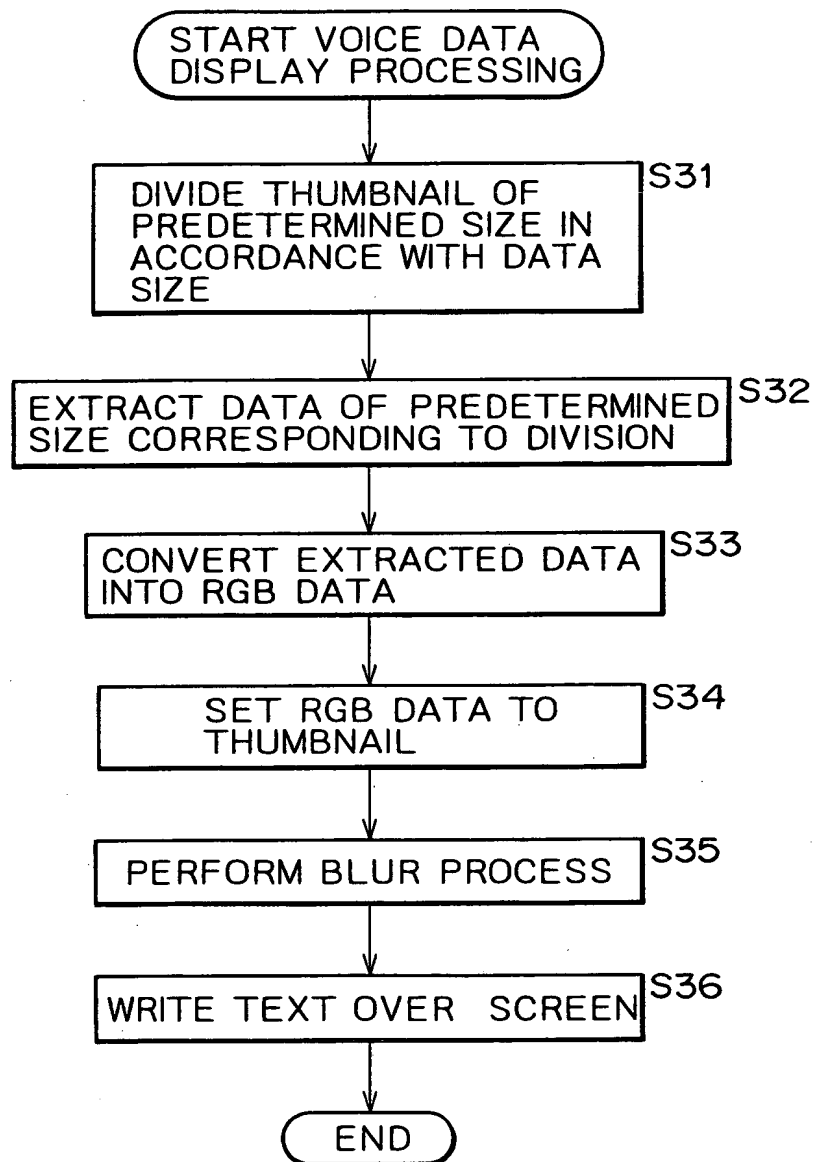 START VOICE DATA
DISPLAY PROCESSING
S31
DIVIDE THUMBNAIL OF
PREDETERMINED SIZE IN
ACCORDANCE WITH DATA
SIZE
S32
EXTRACT DATA OF PREDETERMINED
SIZE CORRESPONDING TO DIVISION
S33
CONVERT EXTRACTED DATA
INTO RGB DATA
S34
SET RGB DATA TO
THUMBNAIL
S35
PERFORM BLUR PROCESS
S36
WRITE TEXT OVER SCREEN
END